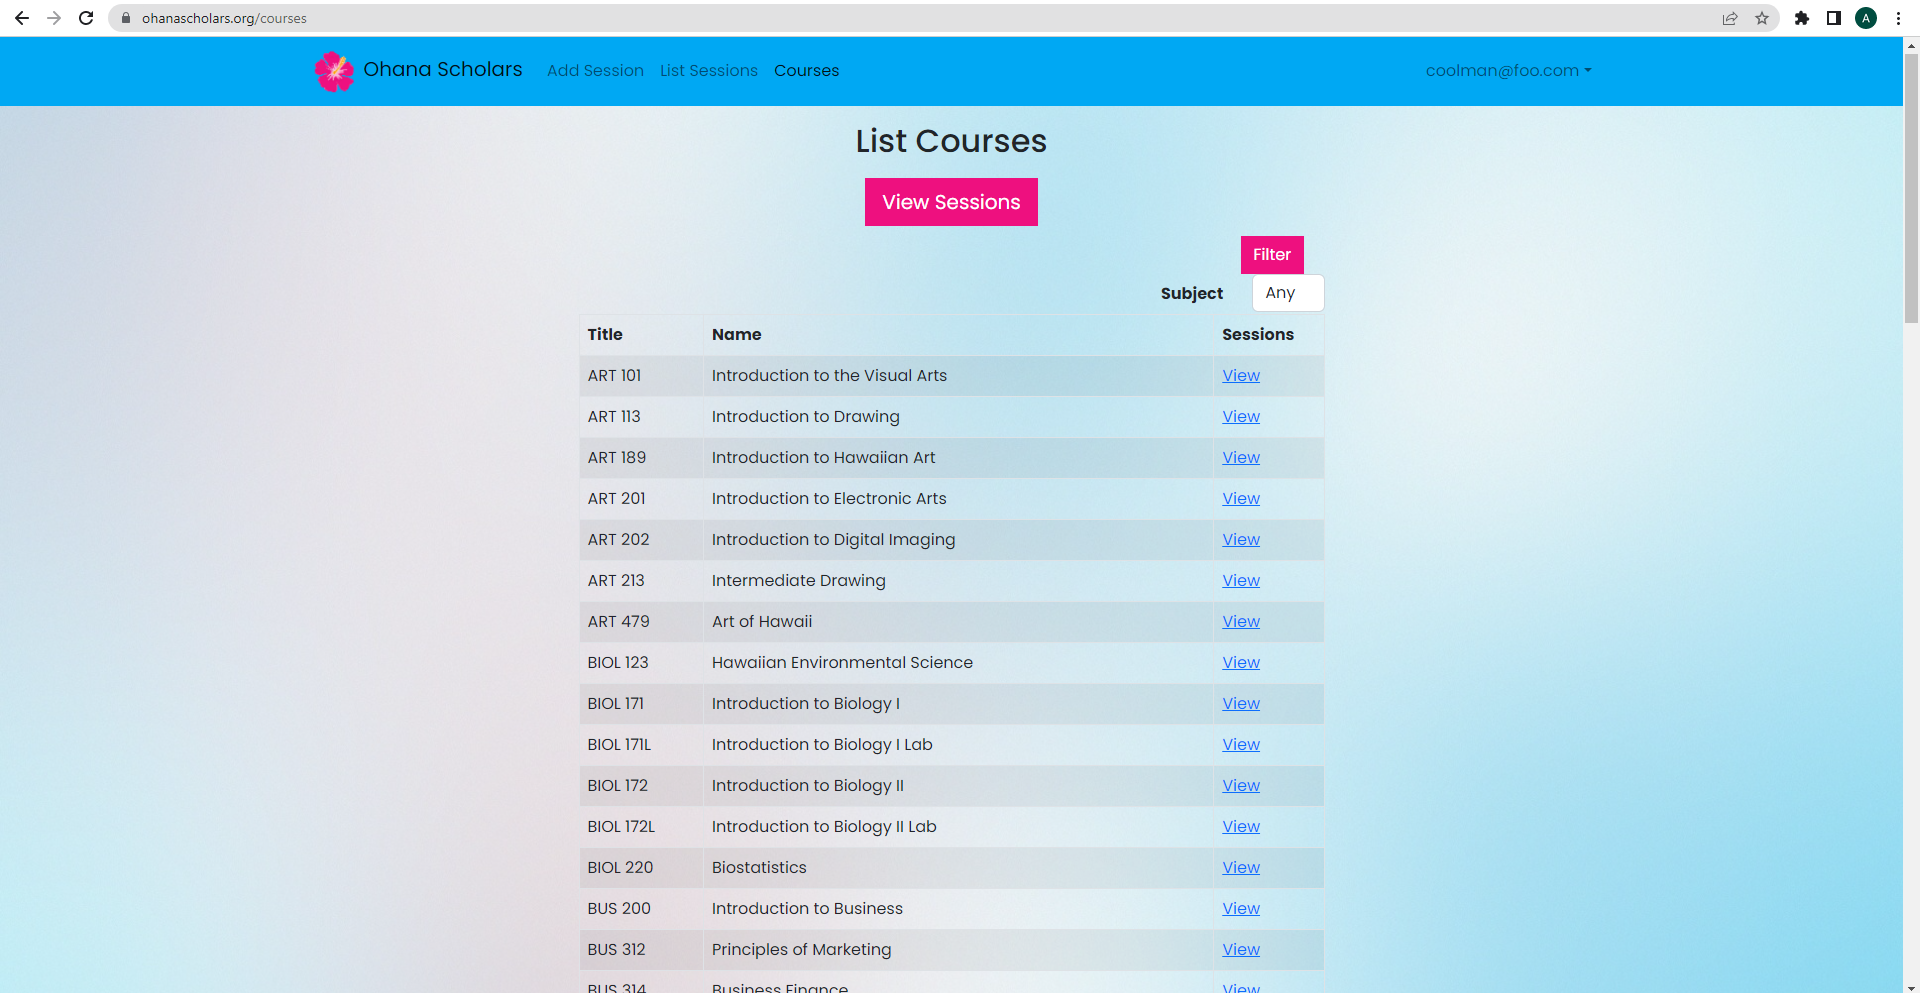 ohanascholars.org/courses
A
Ohana Scholars Add Session List Sessions Courses coolman@foo.com
List Courses
View Sessions
Filter
Subject Any
Title Name Sessions
ART 101 Introduction to the Visual Arts View
ART 113 Introduction to Drawing View
ART 189 Introduction to Hawaiian Art View
ART 201 Introduction to Electronic Arts View
ART 202 Introduction to Digital Imaging View
ART 213 Intermediate Drawing View
ART 479 Art of Hawaii View
BIOL 123 Hawaiian Environmental Science View
BIOL 171 Introduction to Biology I View
BIOL 171L Introduction to Biology I Lab View
BIOL 172 Introduction to Biology II View
BIOL 172L Introduction to Biology II Lab View
BIOL 220 Biostatistics View
BUS 200 Introduction to Business View
BUS 312 Principles of Marketing View
BUS 314 Business Finance View